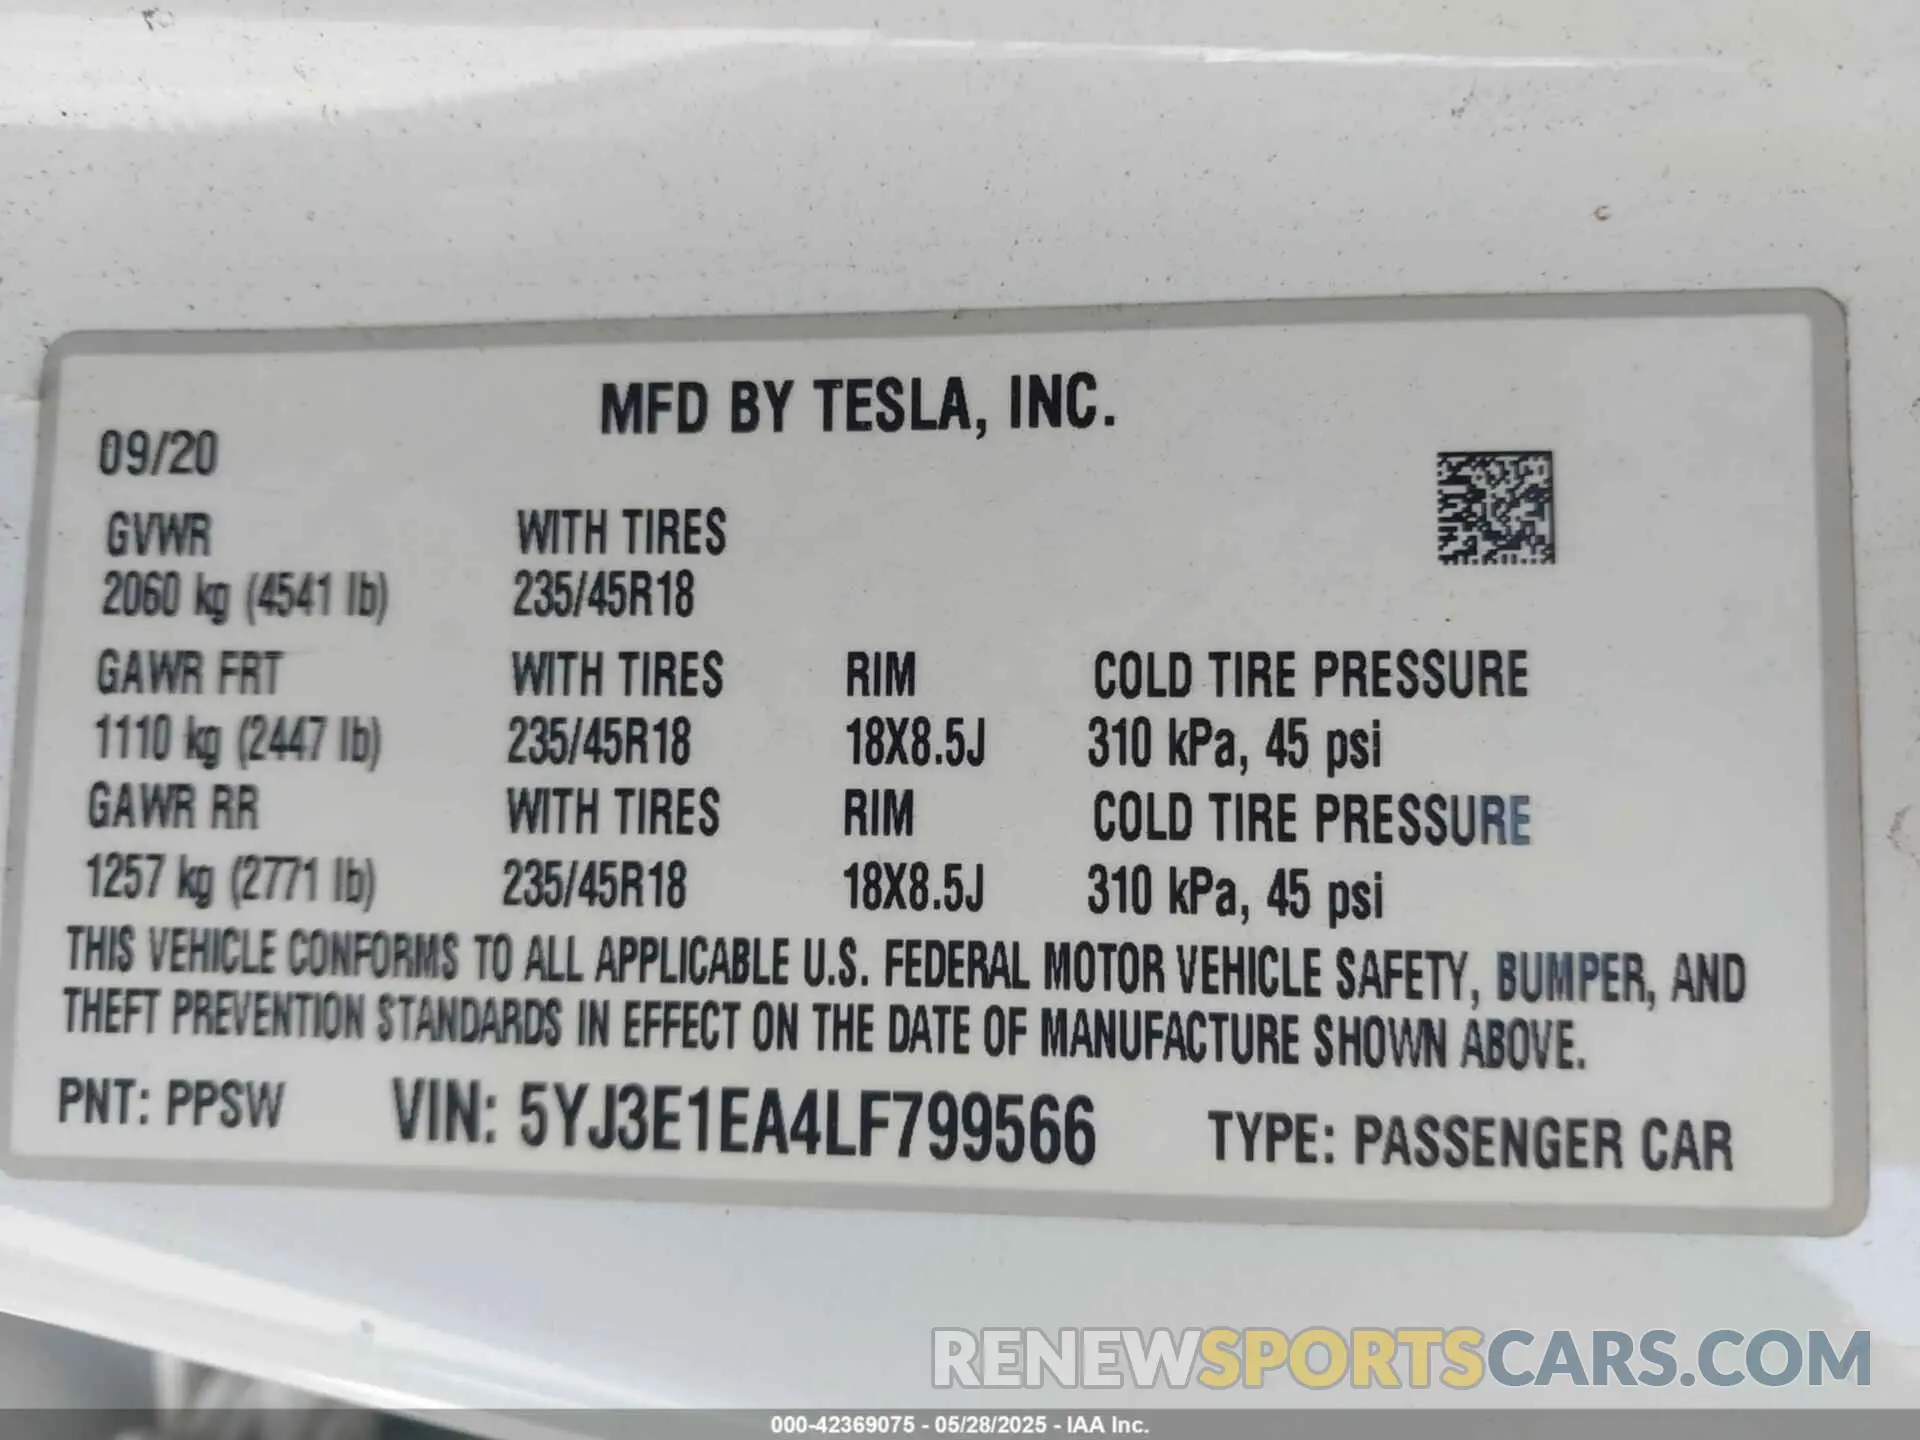 MFD BY TESLA, INC.
09/20
GVWR WITH TIRES
2060 kg (4541 lb) 235/45R18
GAWR FRT WITH TIRES RIM COLD TIRE PRESSURE
1110 kg (2447 lb) 235/45R18 18X8.5J 310 kPa, 45 psi
GAWR RR WITH TIRES RIM COLD TIRE PRESSURE
1257 kg (2771 lb) 235/45R18 18X8.5J 310 kPa, 45 psi
THIS VEHICLE CONFORMS TO ALL APPLICABLE U.S. FEDERAL MOTOR VEHICLE SAFETY, BUMPER, AND
THEFT PREVENTION STANDARDS IN EFFECT ON THE DATE OF MANUFACTURE SHOWN ABOVE.
PNT: PPSW VIN: 5YJ3E1EA4LF799566 TYPE: PASSENGER CAR
RENEWSPORTSCARS.COM
000-42369075 - 05/28/2025 - IAA Inc.